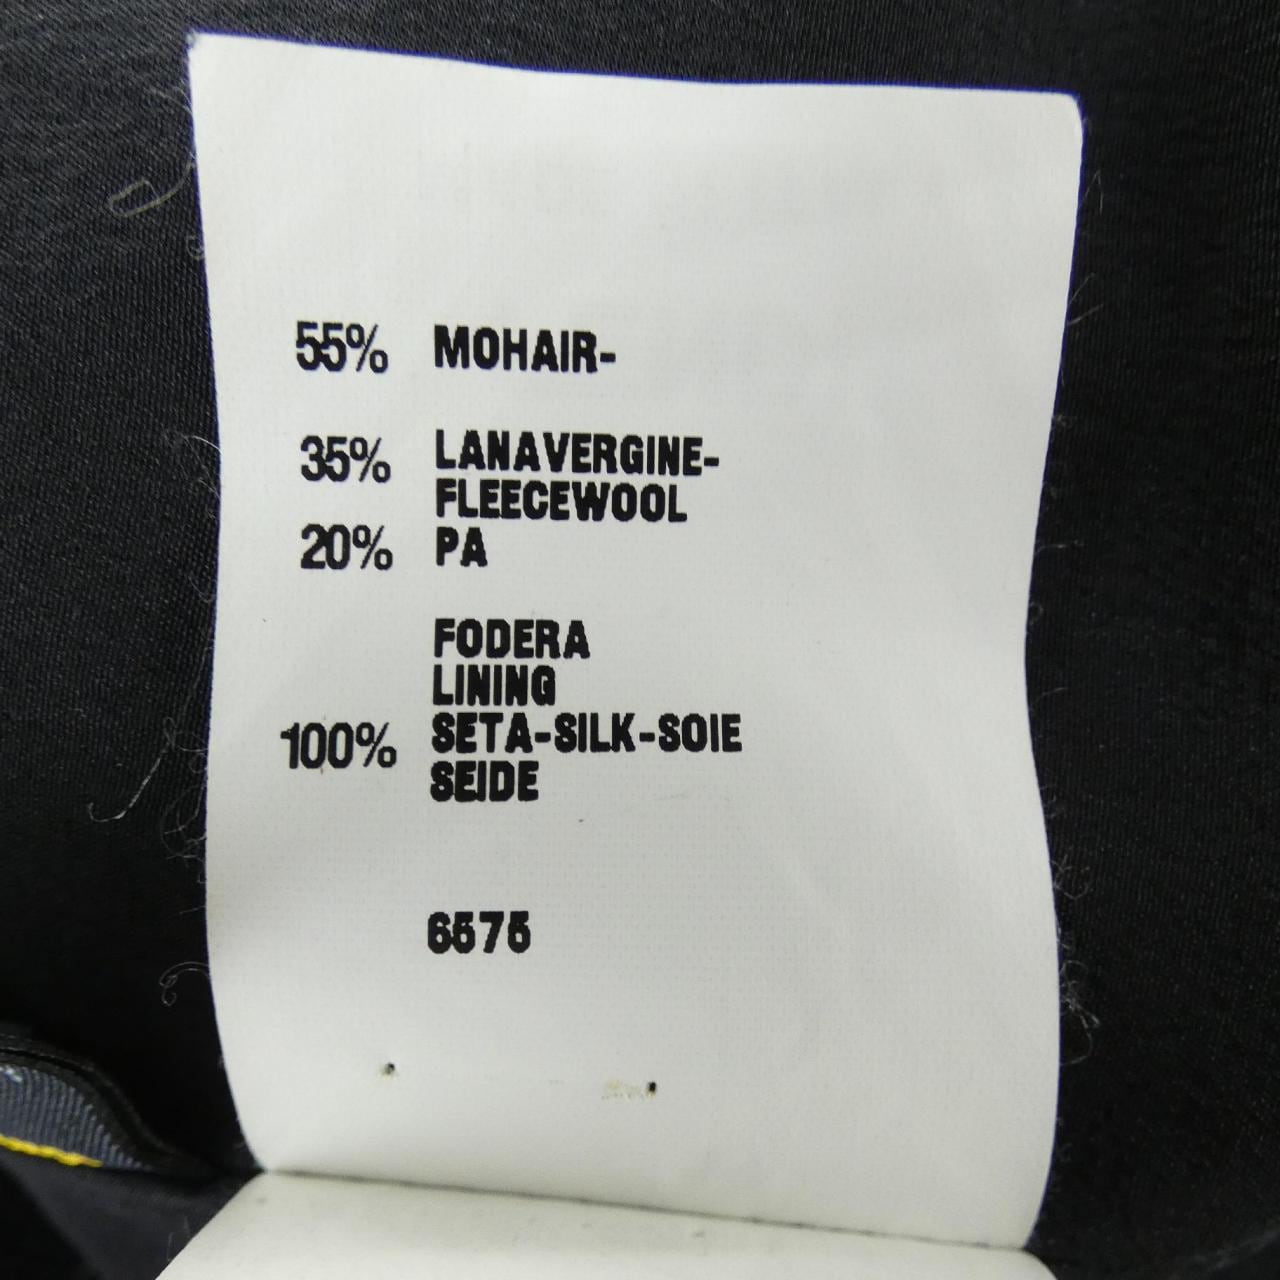 55% MOHAIR-
35% LANAVERGINE-
FLEECEWOOL
20% PA
FODERA
LINING
100% SETA-SILK-SOIE
SEIDE
6575